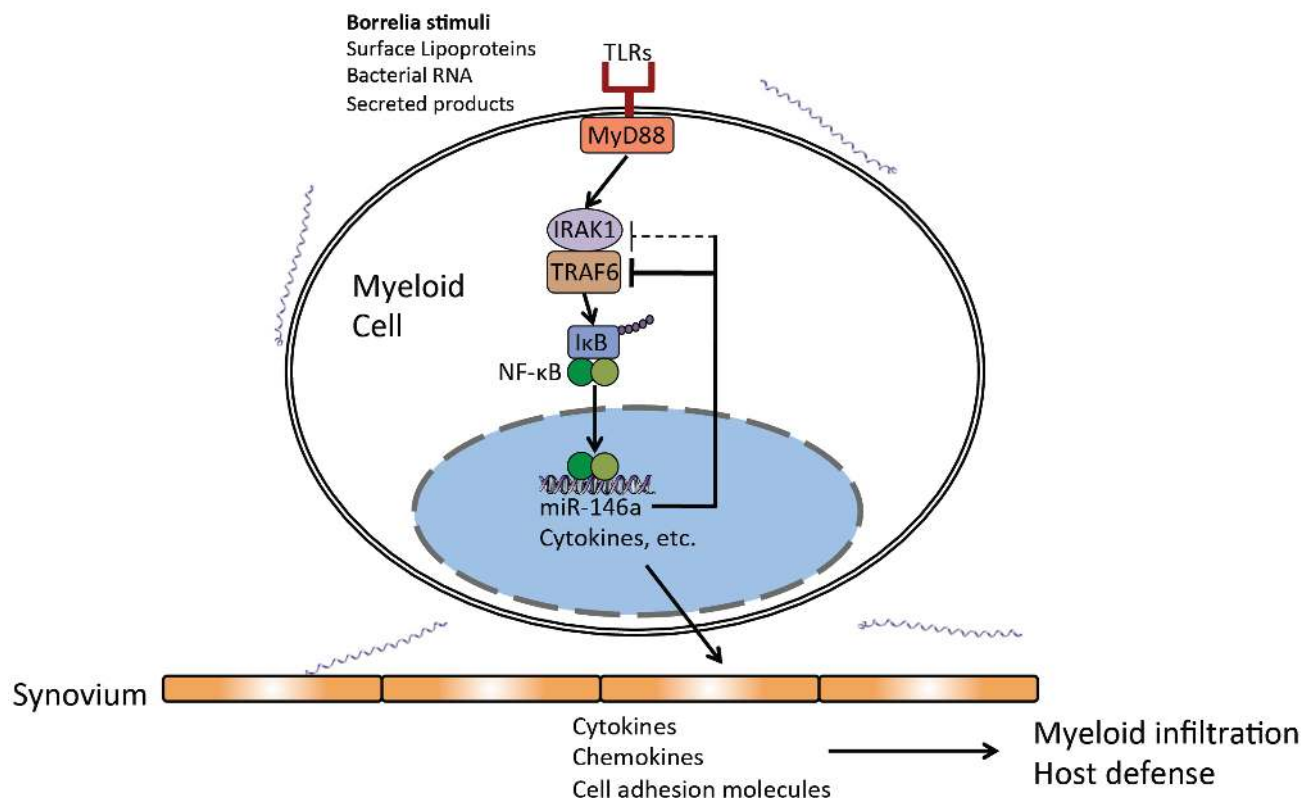 Borrelia stimuli
Surface Lipoproteins
Bacterial RNA
Secreted products
TLRs
MyD88
IRAK1
TRAF6
Myeloid
Cell
IκB
NF-κB
miR-146a
Cytokines, etc.
Synovium
Cytokines
Chemokines
Cell adhesion molecules
Myeloid infiltration
Host defense